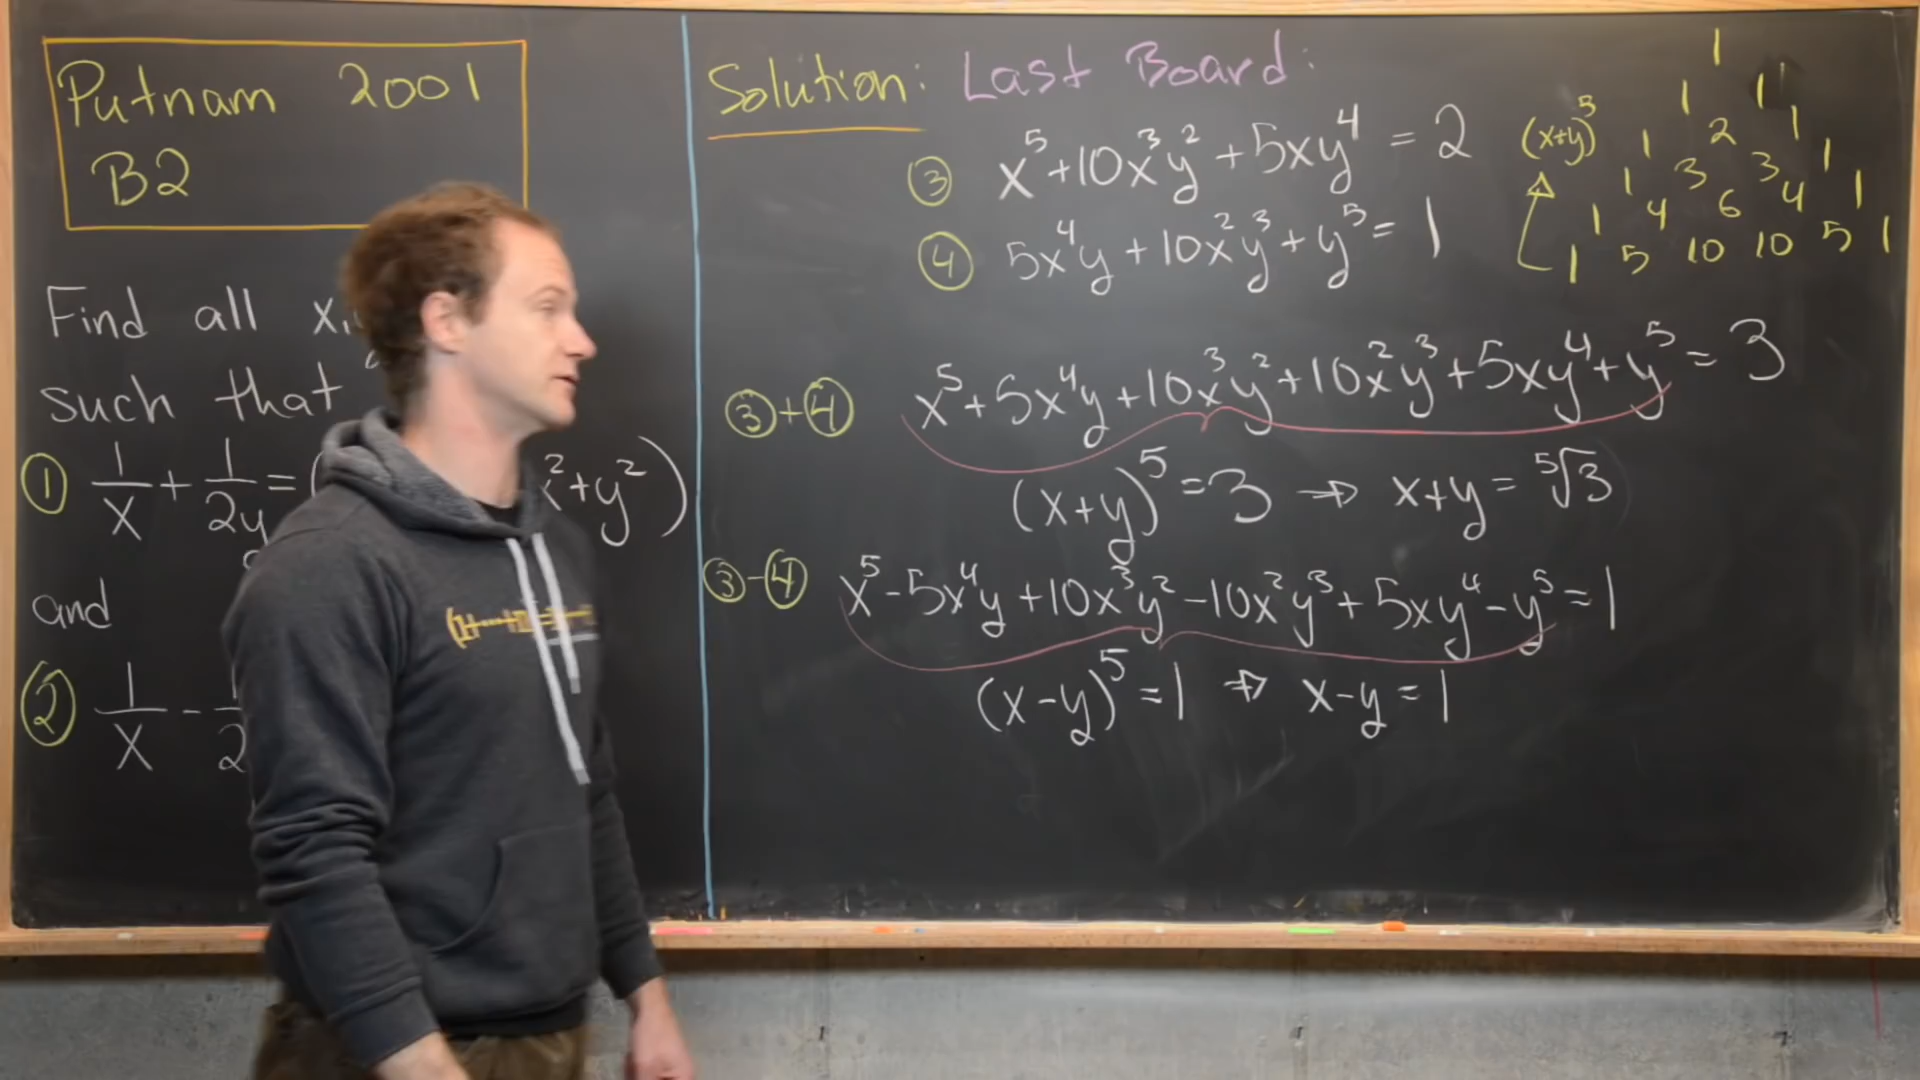 Putnam 2001
B2
Find all x,
such that
① 1/x + 1/2y = ( x²+y²)
and
② 1/x - 1/2
Solution: Last Board:
③ x⁵+10x³y²+5xy⁴ = 2
④ 5x⁴y+10x²y³+y⁵ = 1
③+④ x⁵+5x⁴y+10x³y²+10x²y³+5xy⁴+y⁵ = 3
(x+y)⁵ = 3 → x+y = ⁵√3
③-④ x⁵-5x⁴y+10x³y²-10x²y³+5xy⁴-y⁵ = 1
(x-y)⁵ = 1 → x-y = 1
1
1 1
(x+y)⁵ 1 2 1
1 3 3 1
1 4 6 4 1
1 5 10 10 5 1